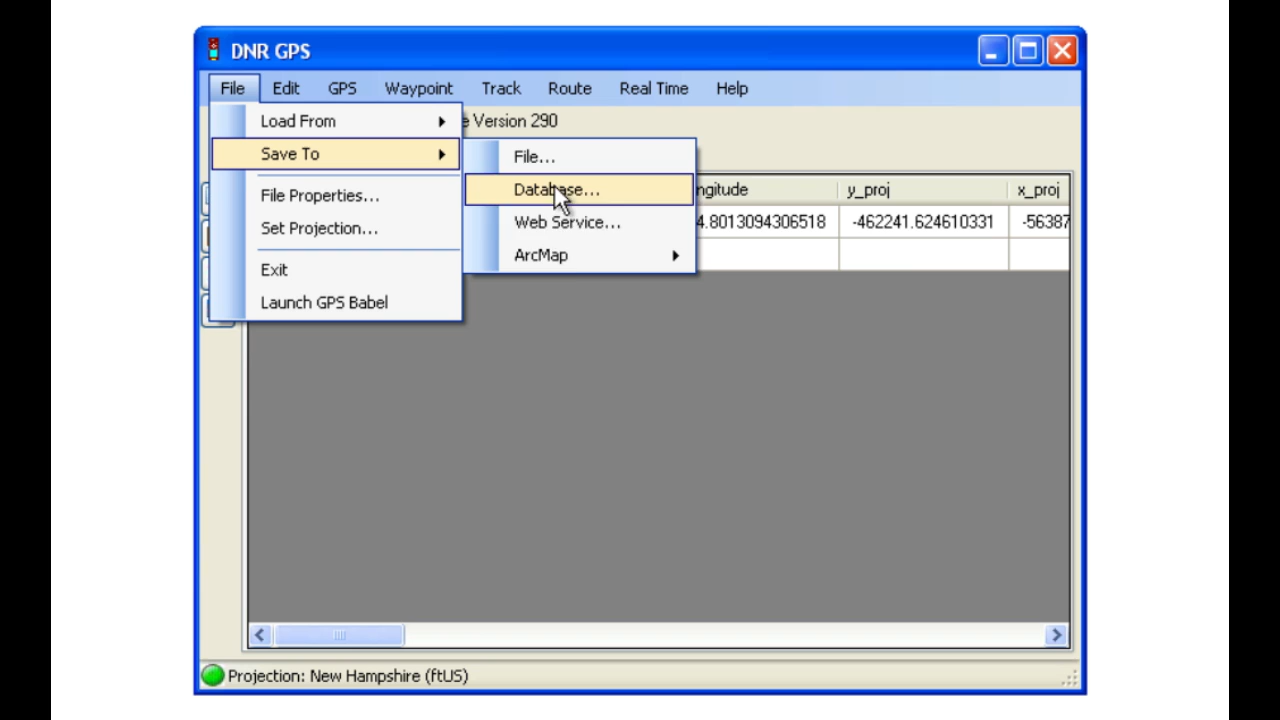 DNR GPS
File Edit GPS Waypoint Track Route Real Time Help
Load From
Version 290
Save To
File...
Database...
Web Service...
ArcMap
File Properties...
Set Projection...
Exit
Launch GPS Babel
y_proj x_proj
4.8013094306518 -462241.624610331 -56387
Projection: New Hampshire (ftUS)